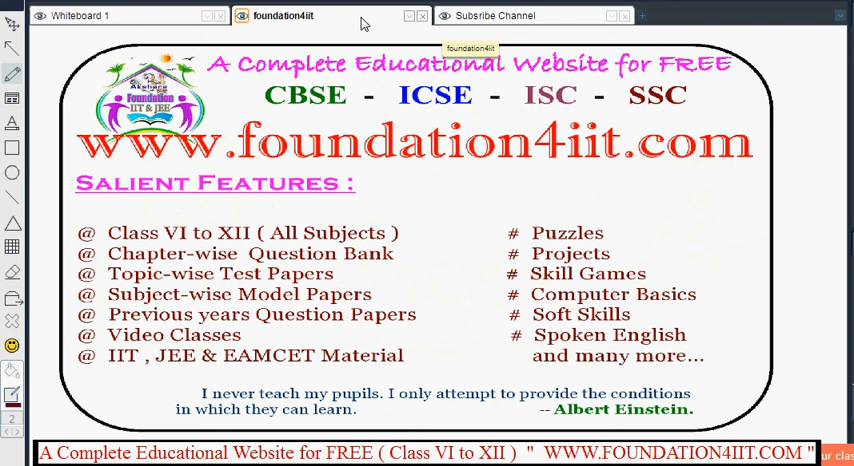 Whiteboard 1
foundation4iit
Subsribe Channel
foundation4iit
A Complete Educational Website for FREE
Akshara
Foundation
IIT & JEE
CBSE - ICSE - ISC - SSC
www.foundation4iit.com
SALIENT FEATURES :
@ Class VI to XII ( All Subjects )
@ Chapter-wise Question Bank
@ Topic-wise Test Papers
@ Subject-wise Model Papers
@ Previous years Question Papers
@ Video Classes
@ IIT , JEE & EAMCET Material
# Puzzles
# Projects
# Skill Games
# Computer Basics
# Soft Skills
# Spoken English
and many more...
I never teach my pupils. I only attempt to provide the conditions
in which they can learn.
-- Albert Einstein.
2
A Complete Educational Website for FREE ( Class VI to XII ) " WWW.FOUNDATION4IIT.COM "